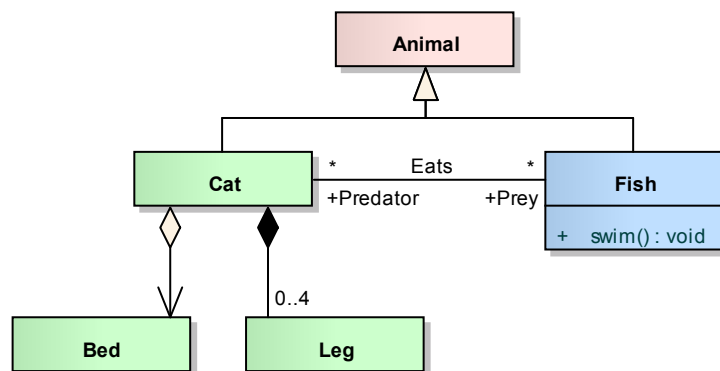 Animal
* Eats *
Cat
Fish
+Predator +Prey
+ swim() : void
0..4
Bed
Leg